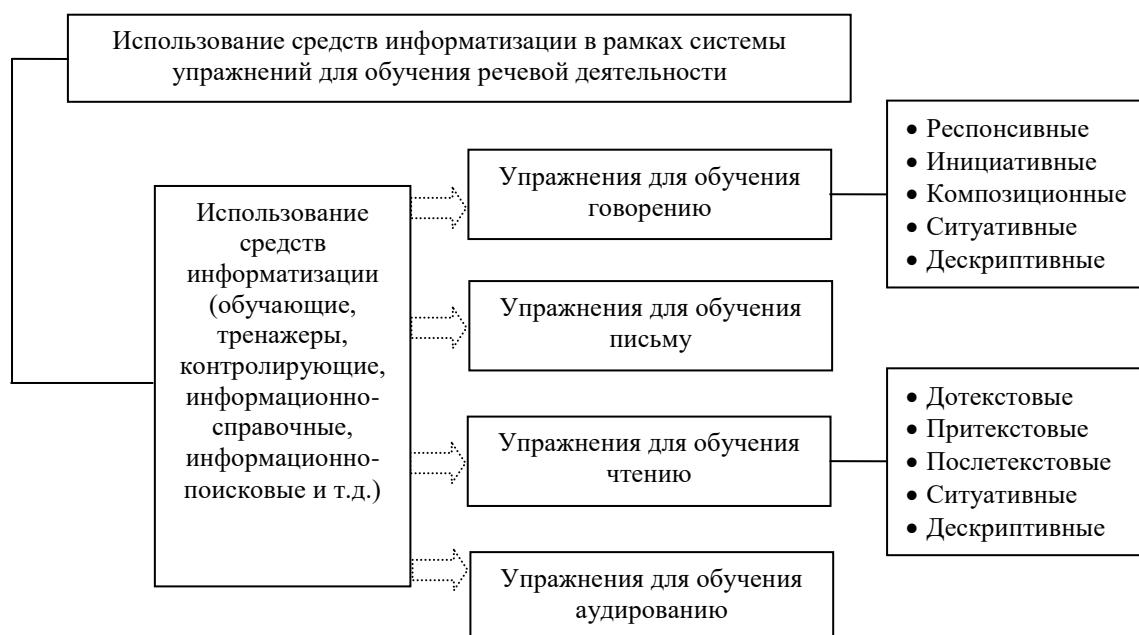 Использование средств информатизации в рамках системы
упражнений для обучения речевой деятельности
Использование
средств
информатизации
(обучающие,
тренажеры,
контролирующие,
информационно-
справочные,
информационно-
поисковые и т.д.)
Упражнения для обучения
говорению
• Респонсивные
• Инициативные
• Композиционные
• Ситуативные
• Дескриптивные
Упражнения для обучения
письму
Упражнения для обучения
чтению
• Дотекстовые
• Притекстовые
• Послетекстовые
• Ситуативные
• Дескриптивные
Упражнения для обучения
аудированию